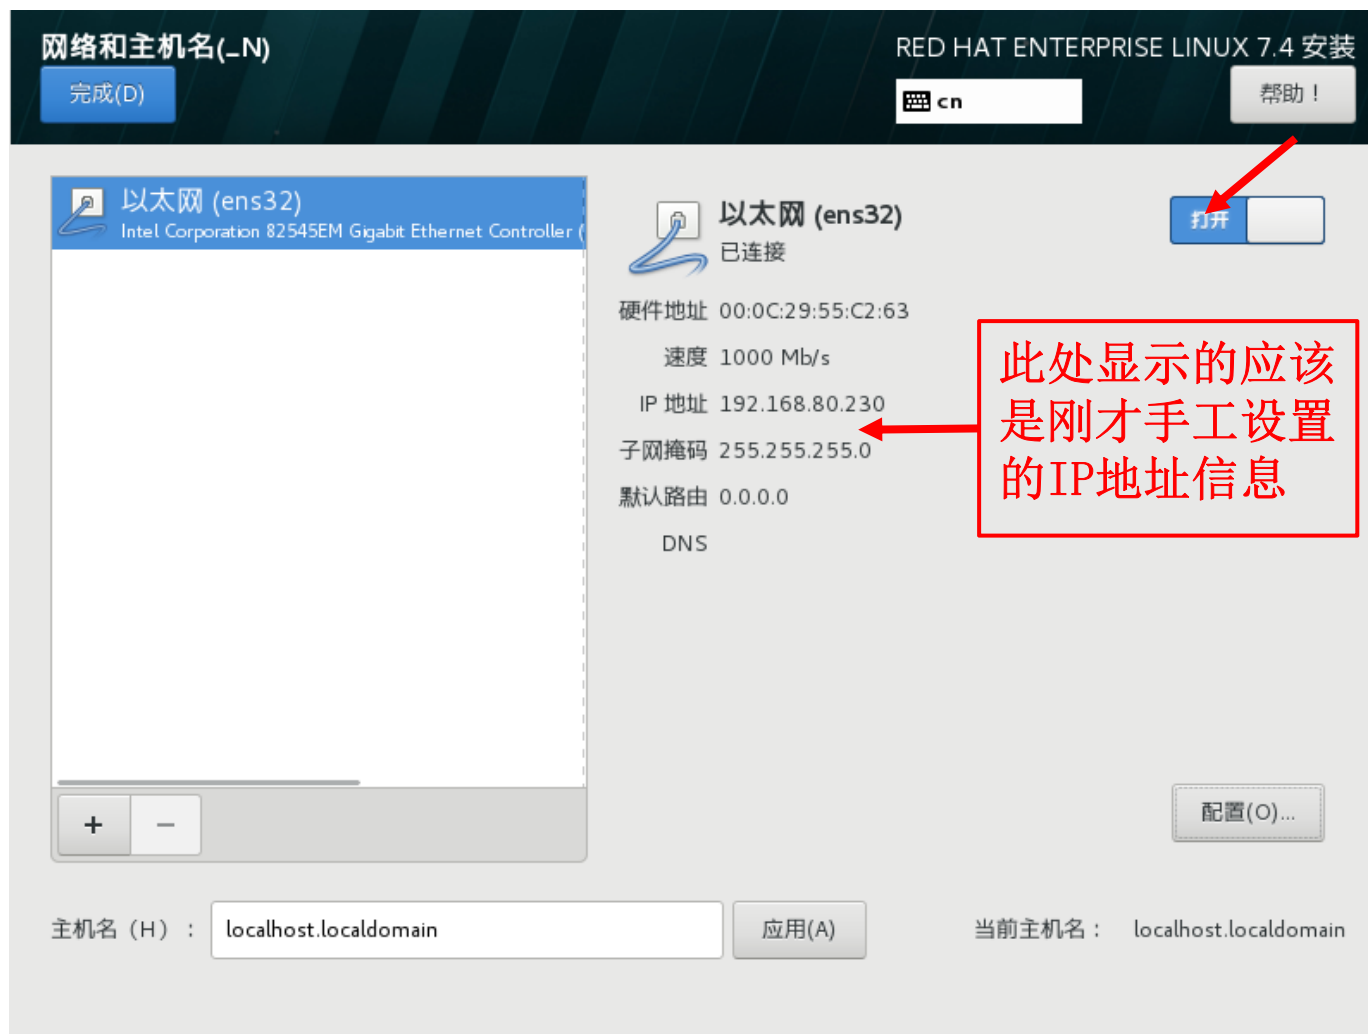 网络和主机名(_N)
RED HAT ENTERPRISE LINUX 7.4 安装
完成(D)
cn
帮助！
以太网 (ens32)
Intel Corporation 82545EM Gigabit Ethernet Controller (
以太网 (ens32)
已连接
打开
硬件地址 00:0C:29:55:C2:63
速度 1000 Mb/s
IP 地址 192.168.80.230
子网掩码 255.255.255.0
默认路由 0.0.0.0
DNS
此处显示的应该
是刚才手工设置
的IP地址信息
+ −
配置(O)...
主机名（H）：
localhost.localdomain
应用(A)
当前主机名：
localhost.localdomain